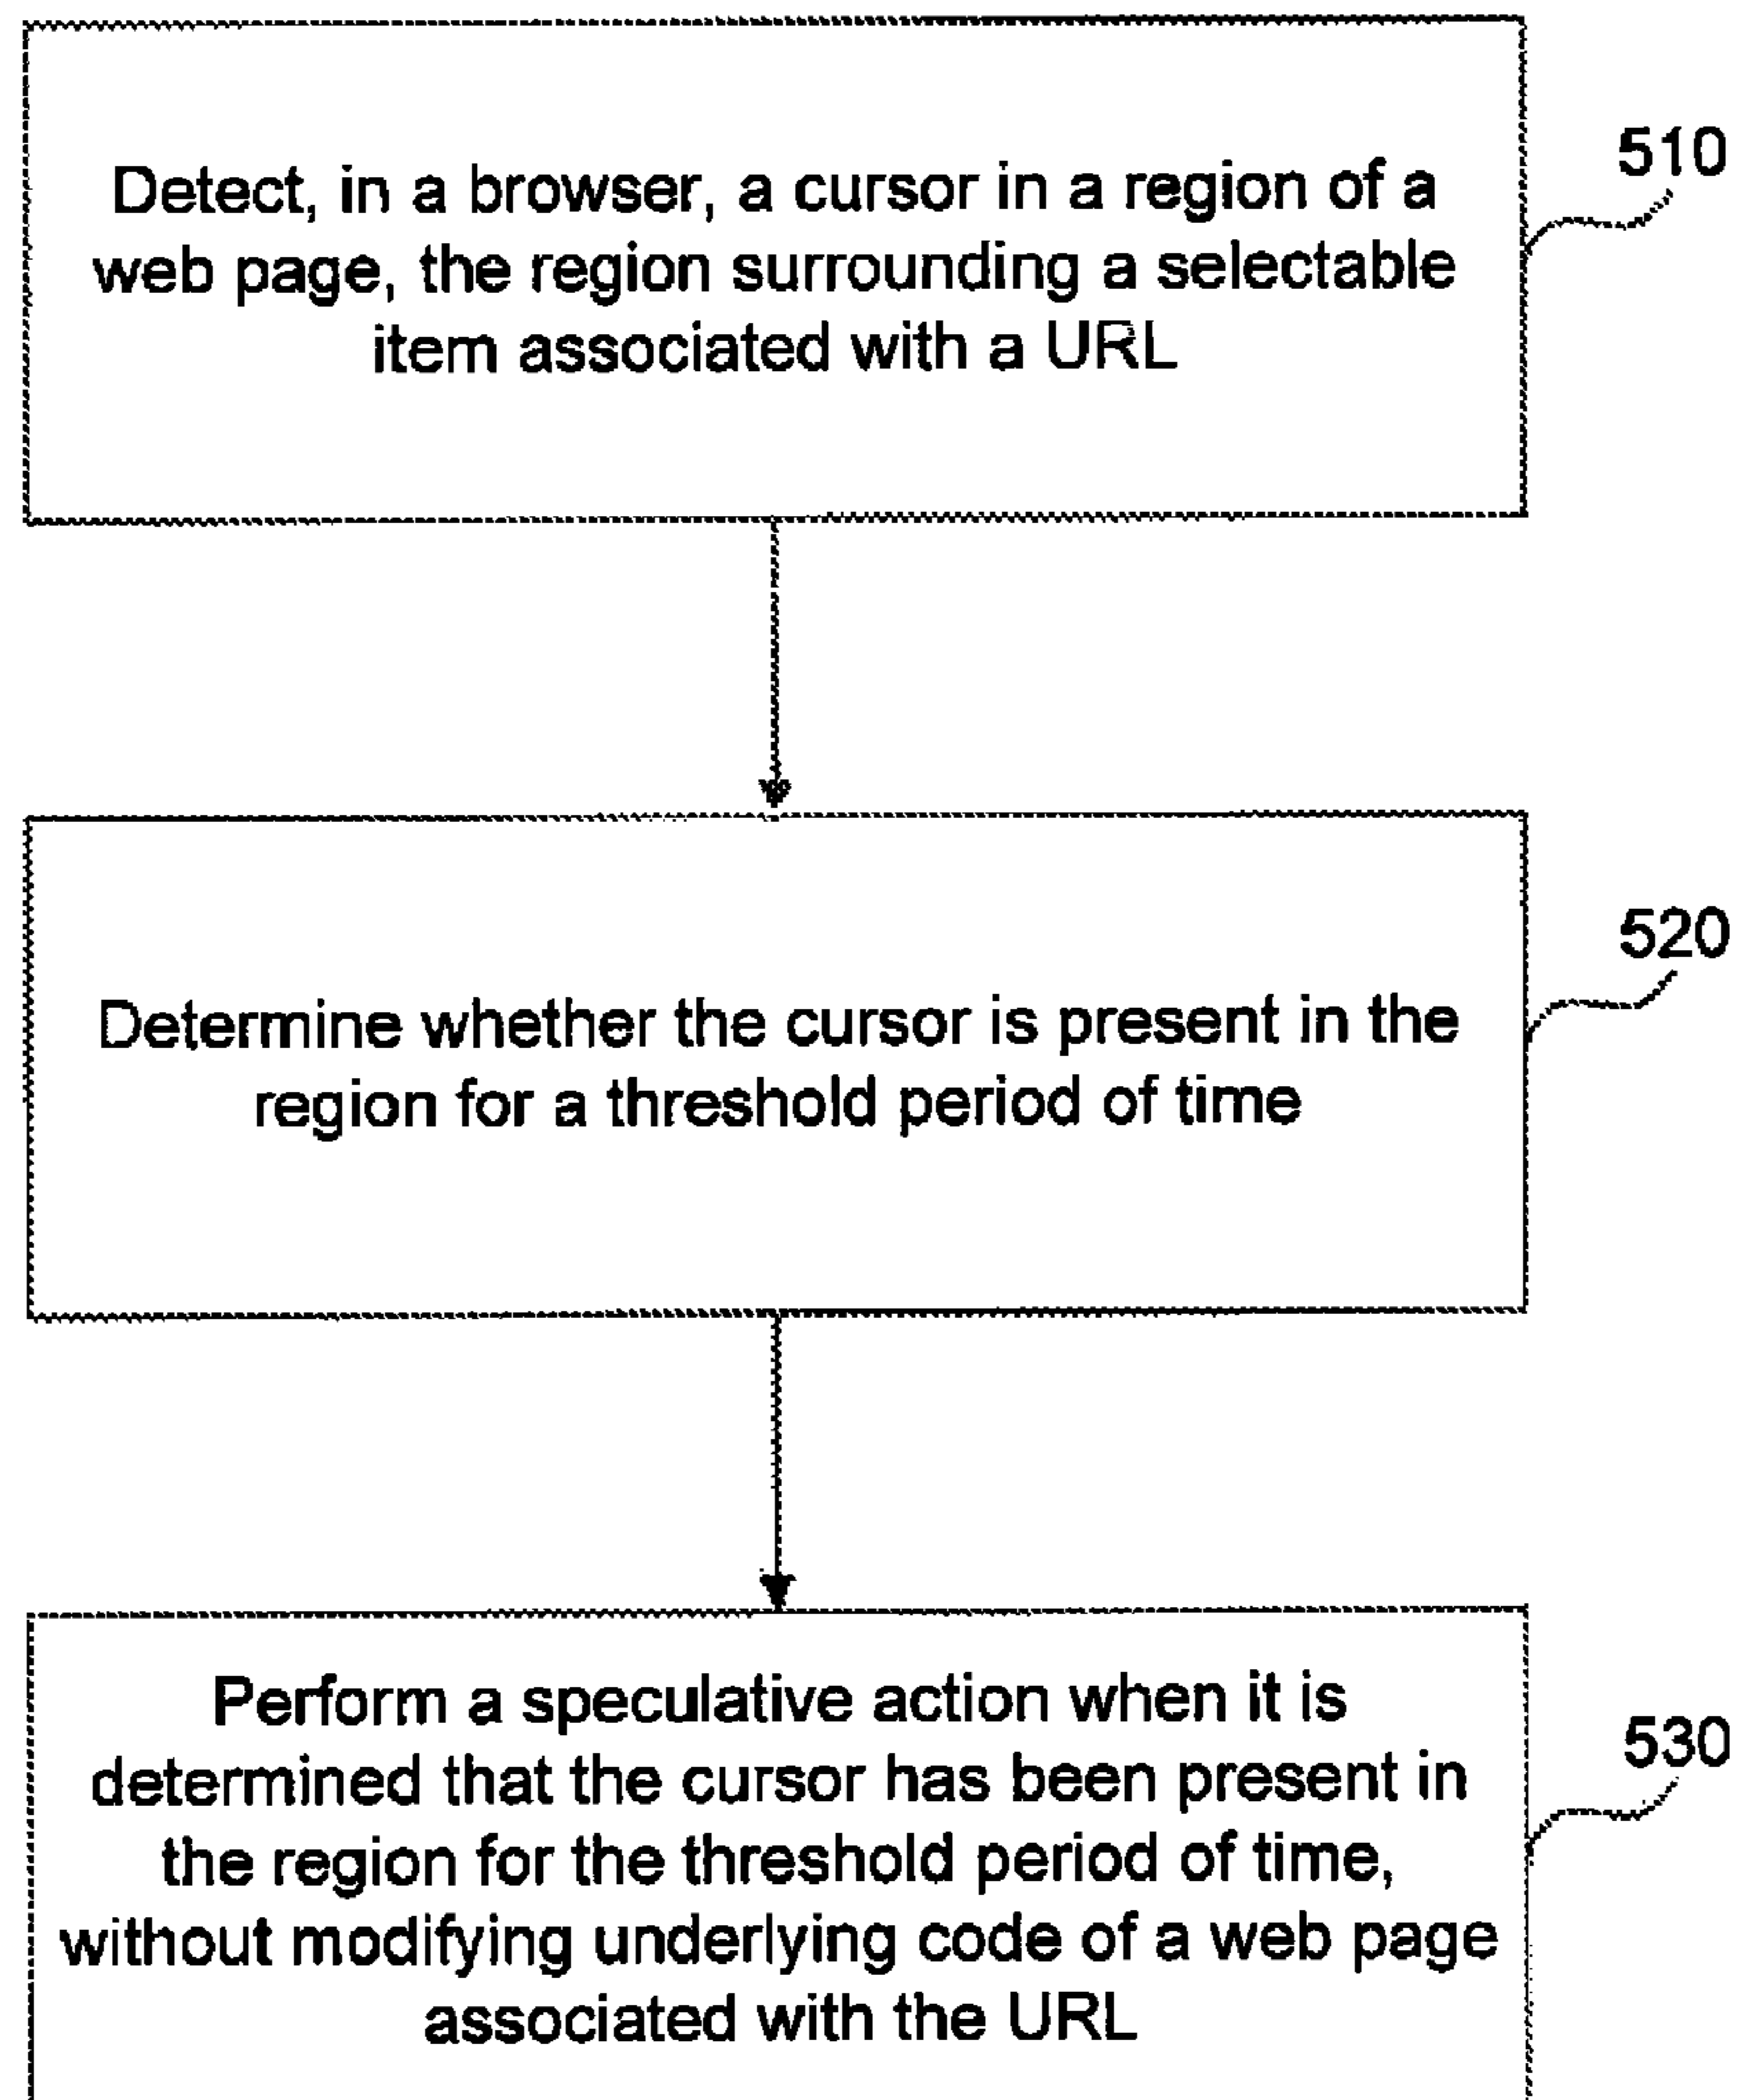 Detect, in a browser, a cursor in a region of a
web page, the region surrounding a selectable
item associated with a URL
510
Determine whether the cursor is present in the
region for a threshold period of time
520
Perform a speculative action when it is
determined that the cursor has been present in
the region for the threshold period of time,
without modifying underlying code of a web page
associated with the URL
530